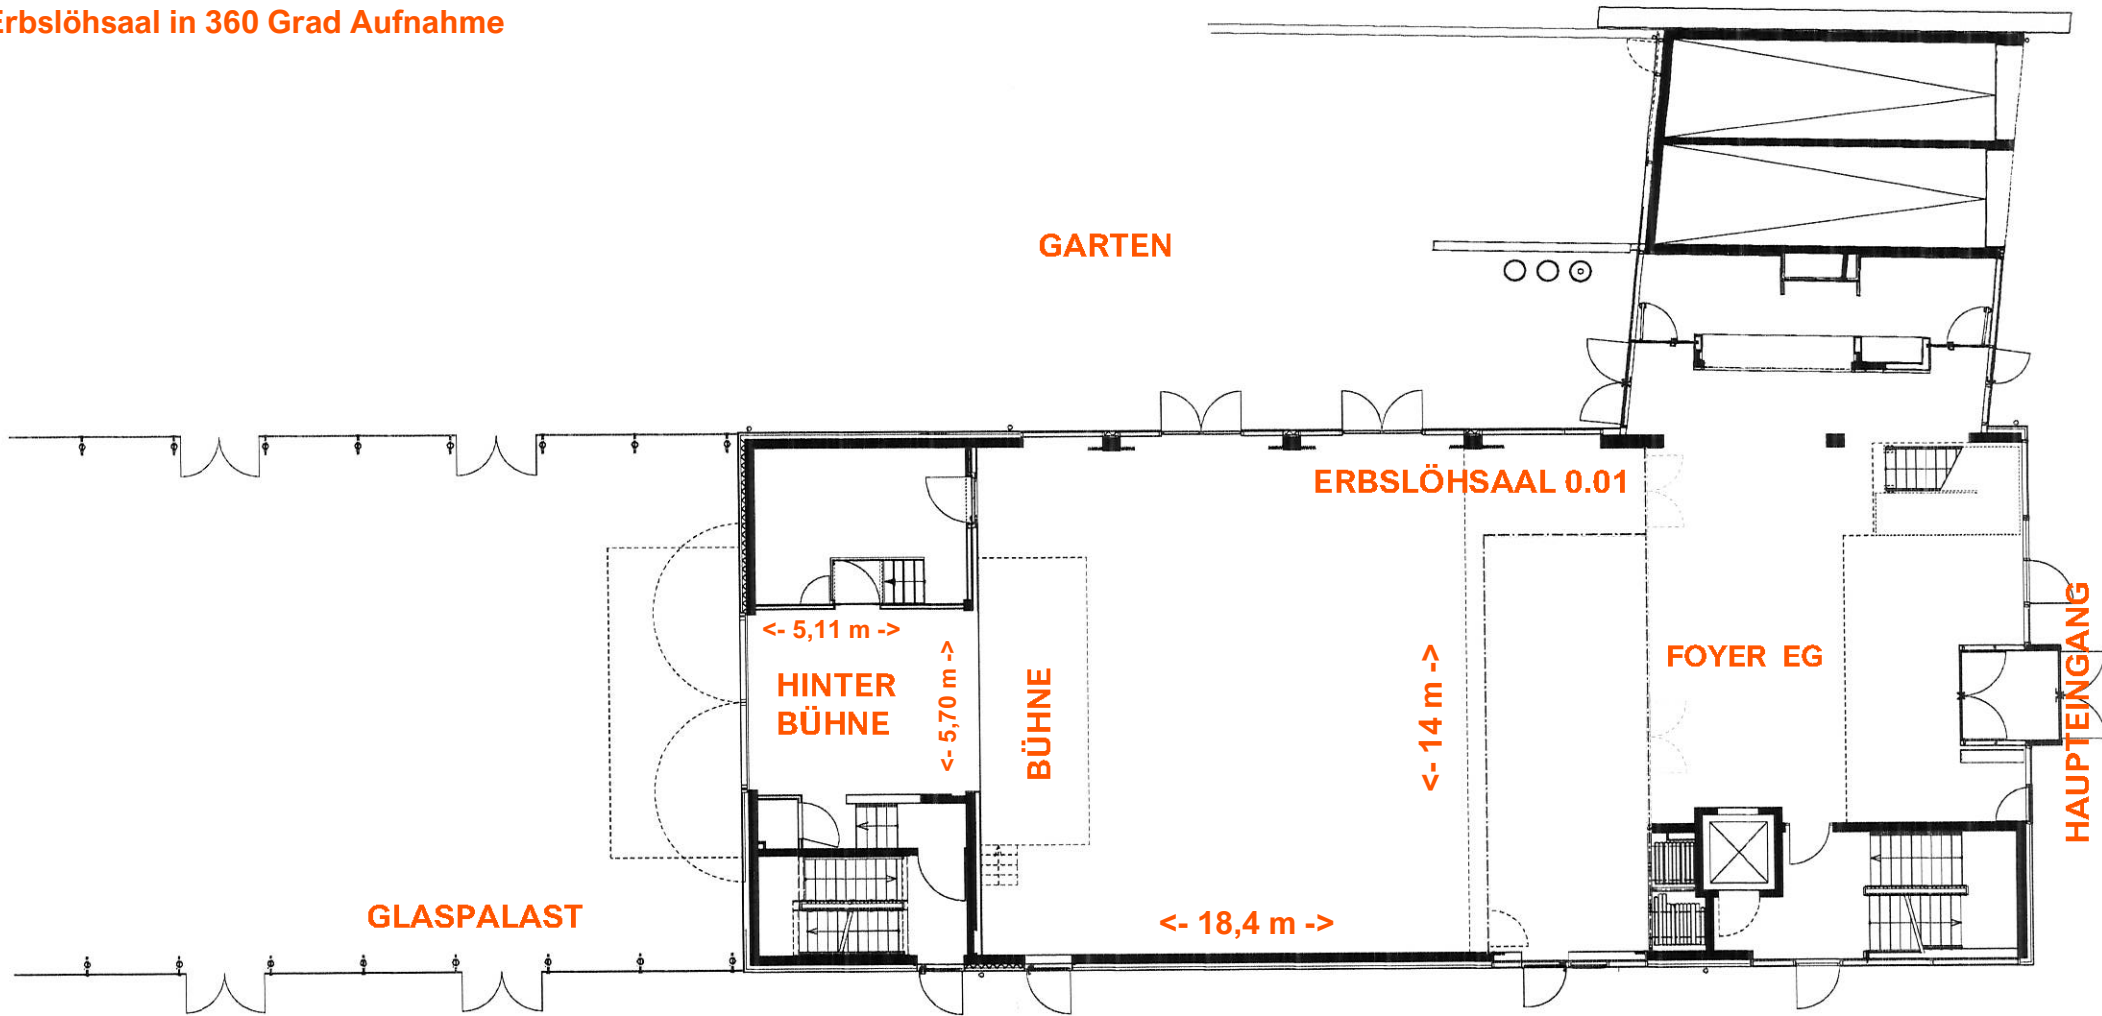 Erbslöhsaal in 360 Grad Aufnahme
GARTEN
ERBSLÖHSAAL 0.01
<- 5,11 m ->
HINTER
BÜHNE
<- 5,70 m ->
BÜHNE
<- 14 m ->
FOYER EG
HAUPTEINGANG
GLASPALAST
<- 18,4 m ->